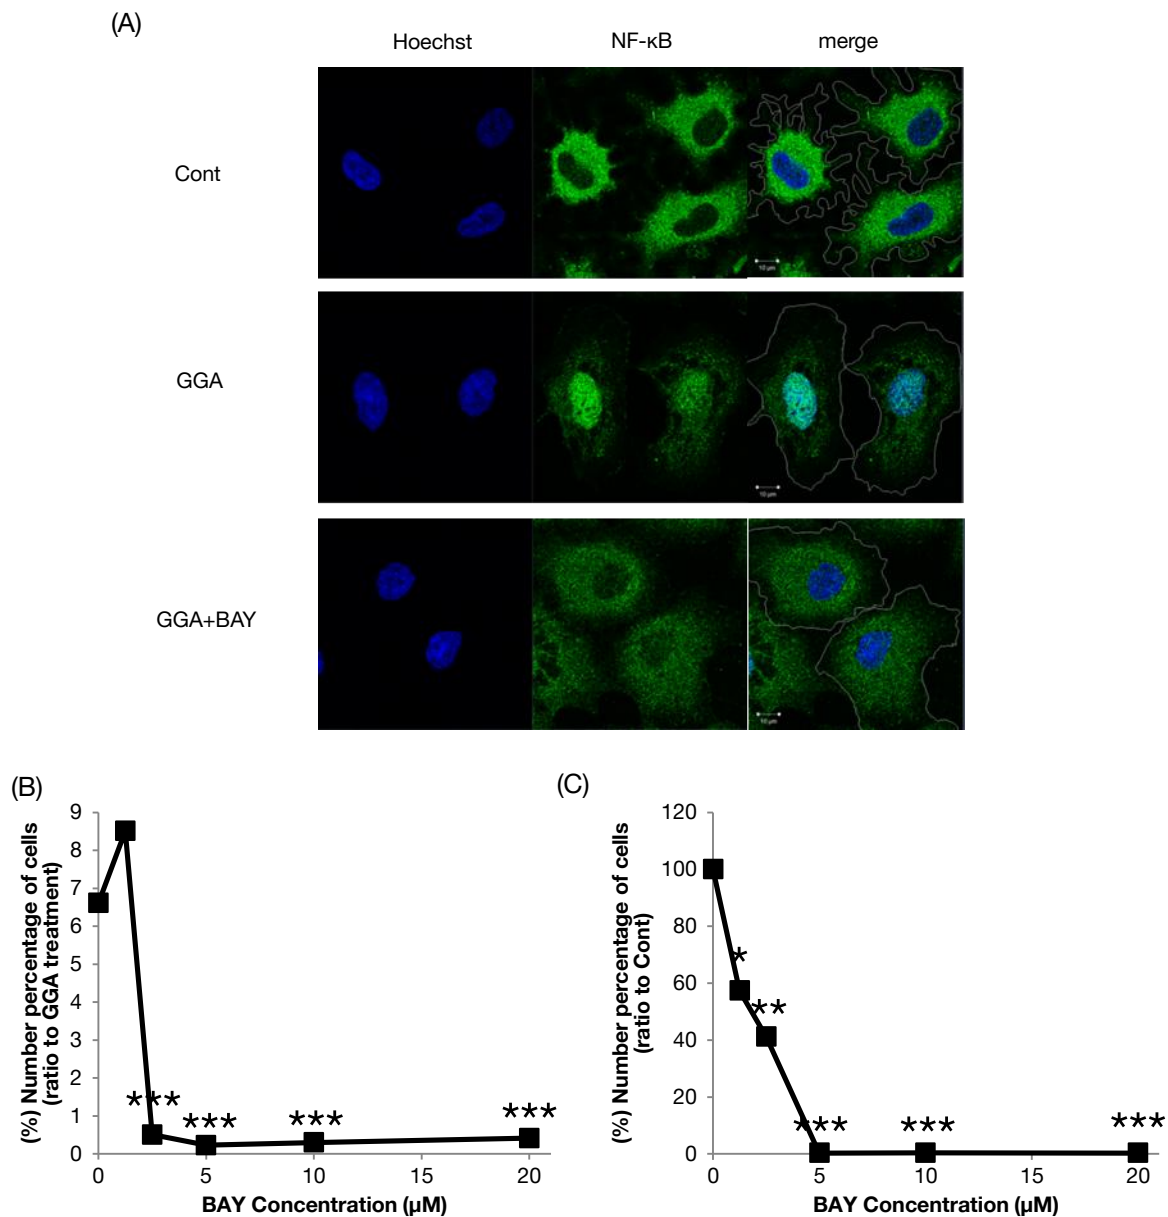 (A)
Hoechst NF-κB merge
Cont
10 µm
GGA
10 µm
GGA+BAY
10 µm
(B)
(%) Number percentage of cells
(ratio to GGA treatment)
9
8
7
6
5
4
3
2
1
0
***
***
***
***
0 5 10 15 20
BAY Concentration (µM)
(C)
(%) Number percentage of cells
(ratio to Cont)
120
100
80
60
40
20
0
*
**
***
***
***
0 5 10 15 20
BAY Concentration (µM)